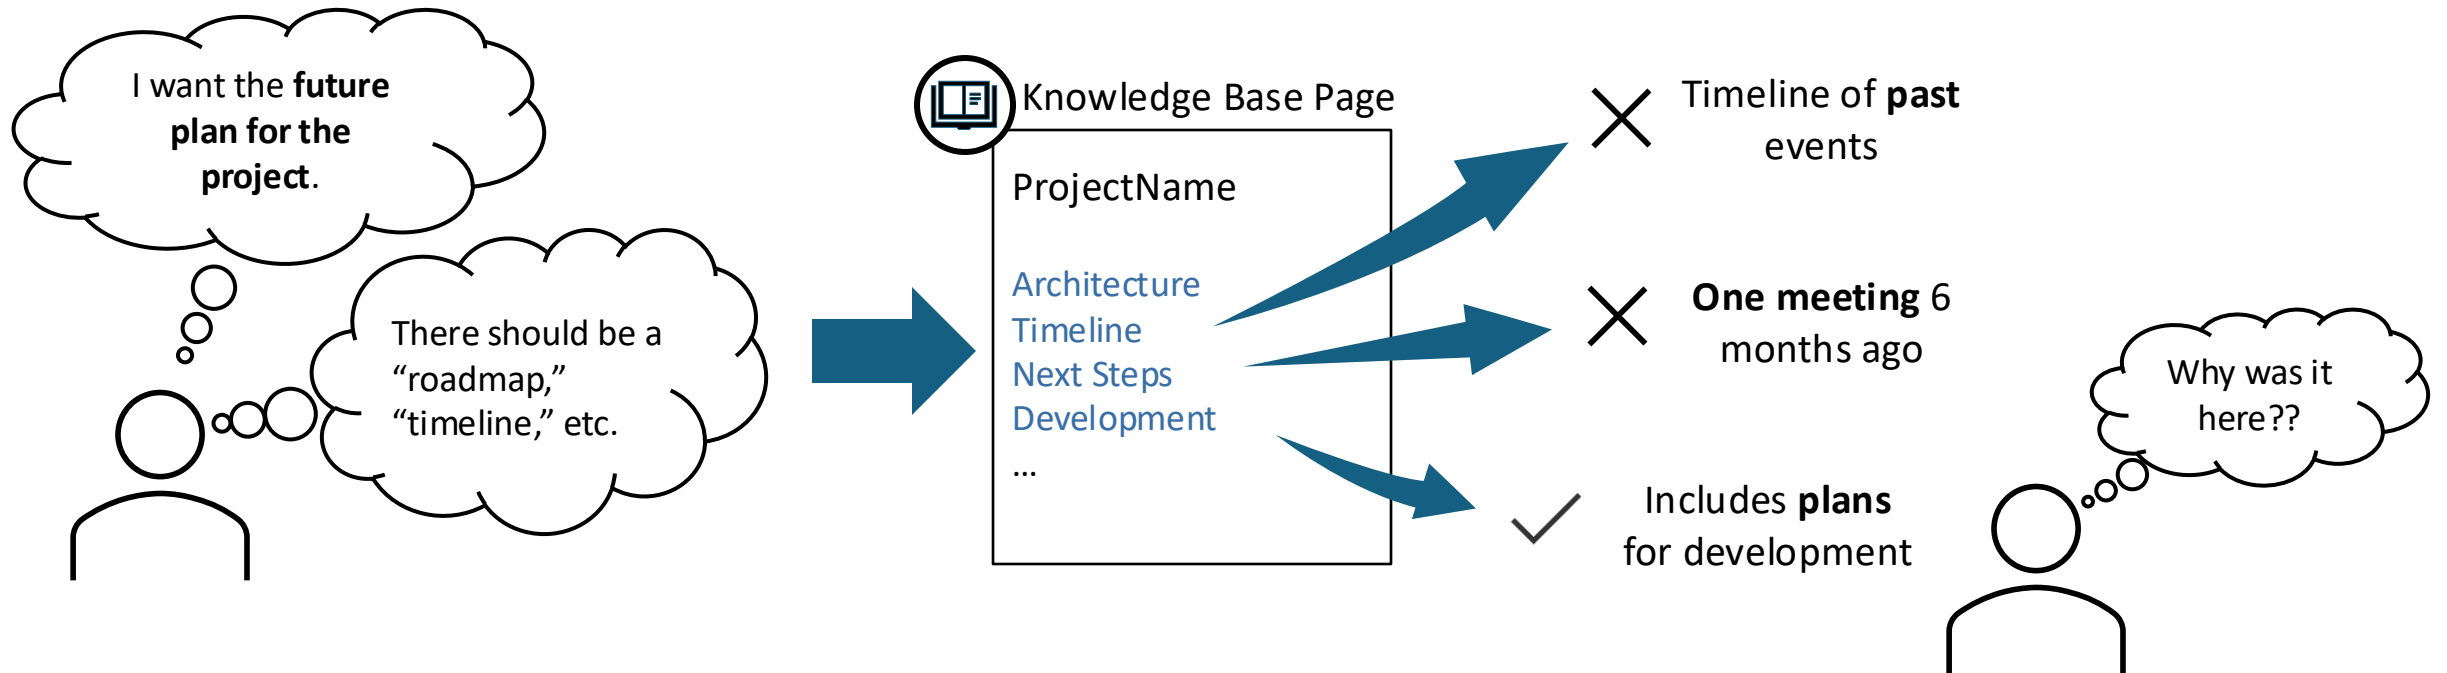 I want the future
plan for the
project.
There should be a
“roadmap,”
“timeline,” etc.
Knowledge Base Page
ProjectName
Architecture
Timeline
Next Steps
Development
...
Timeline of past
events
One meeting 6
months ago
Includes plans
for development
Why was it
here??